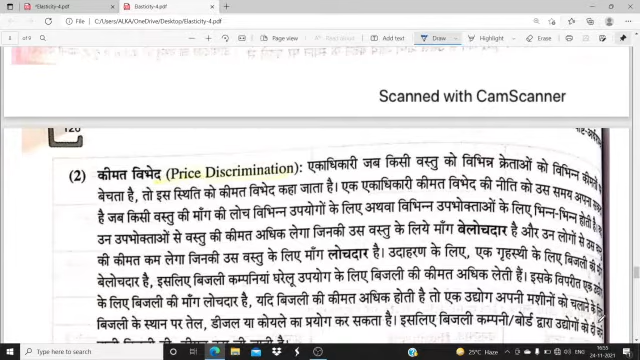 *Elasticity-4.pdf
Elasticity-4.pdf
File | C:/Users/ALKA/OneDrive/Desktop/Elasticity-4.pdf
of 9
Page view
Read aloud
Add text
Draw
Highlight
Erase
Scanned with CamScanner
120
(2) कीमत विभेद (Price Discrimination): एकाधिकारी जब किसी वस्तु को विभिन्न क्रेताओं को विभिन्न कीमतों
बेचता है, तो इस स्थिति को कीमत विभेद कहा जाता है। एक एकाधिकारी कीमत विभेद की नीति को उस समय
है जब किसी वस्तु की माँग की लोच विभिन्न उपयोगों के लिए अथवा विभिन्न उपभोक्ताओं के लिए भिन्न-भिन्न होती है।
उन उपभोक्ताओं से वस्तु की कीमत अधिक लेगा जिनकी उस वस्तु के लिये माँग बेलोचदार है और उन लोगों से उस
की कीमत कम लेगा जिनकी उस वस्तु के लिए माँग लोचदार है। उदाहरण के लिए, एक गृहस्थी के लिए बिजली की
बेलोचदार है, इसलिए बिजली कम्पनियां घरेलू उपयोग के लिए बिजली की कीमत अधिक लेती हैं। इसके विपरीत एक
के लिए बिजली की माँग लोचदार है, यदि बिजली की कीमत अधिक होती है तो एक उद्योग अपनी मशीनों को चलाने के
बिजली के स्थान पर तेल, डीजल या कोयले का प्रयोग कर सकता है। इसलिए बिजली कम्पनी/बोर्ड द्वारा उद्योगों को दी
Type here to search
25°C Haze
ENG
16:55
24-11-2021